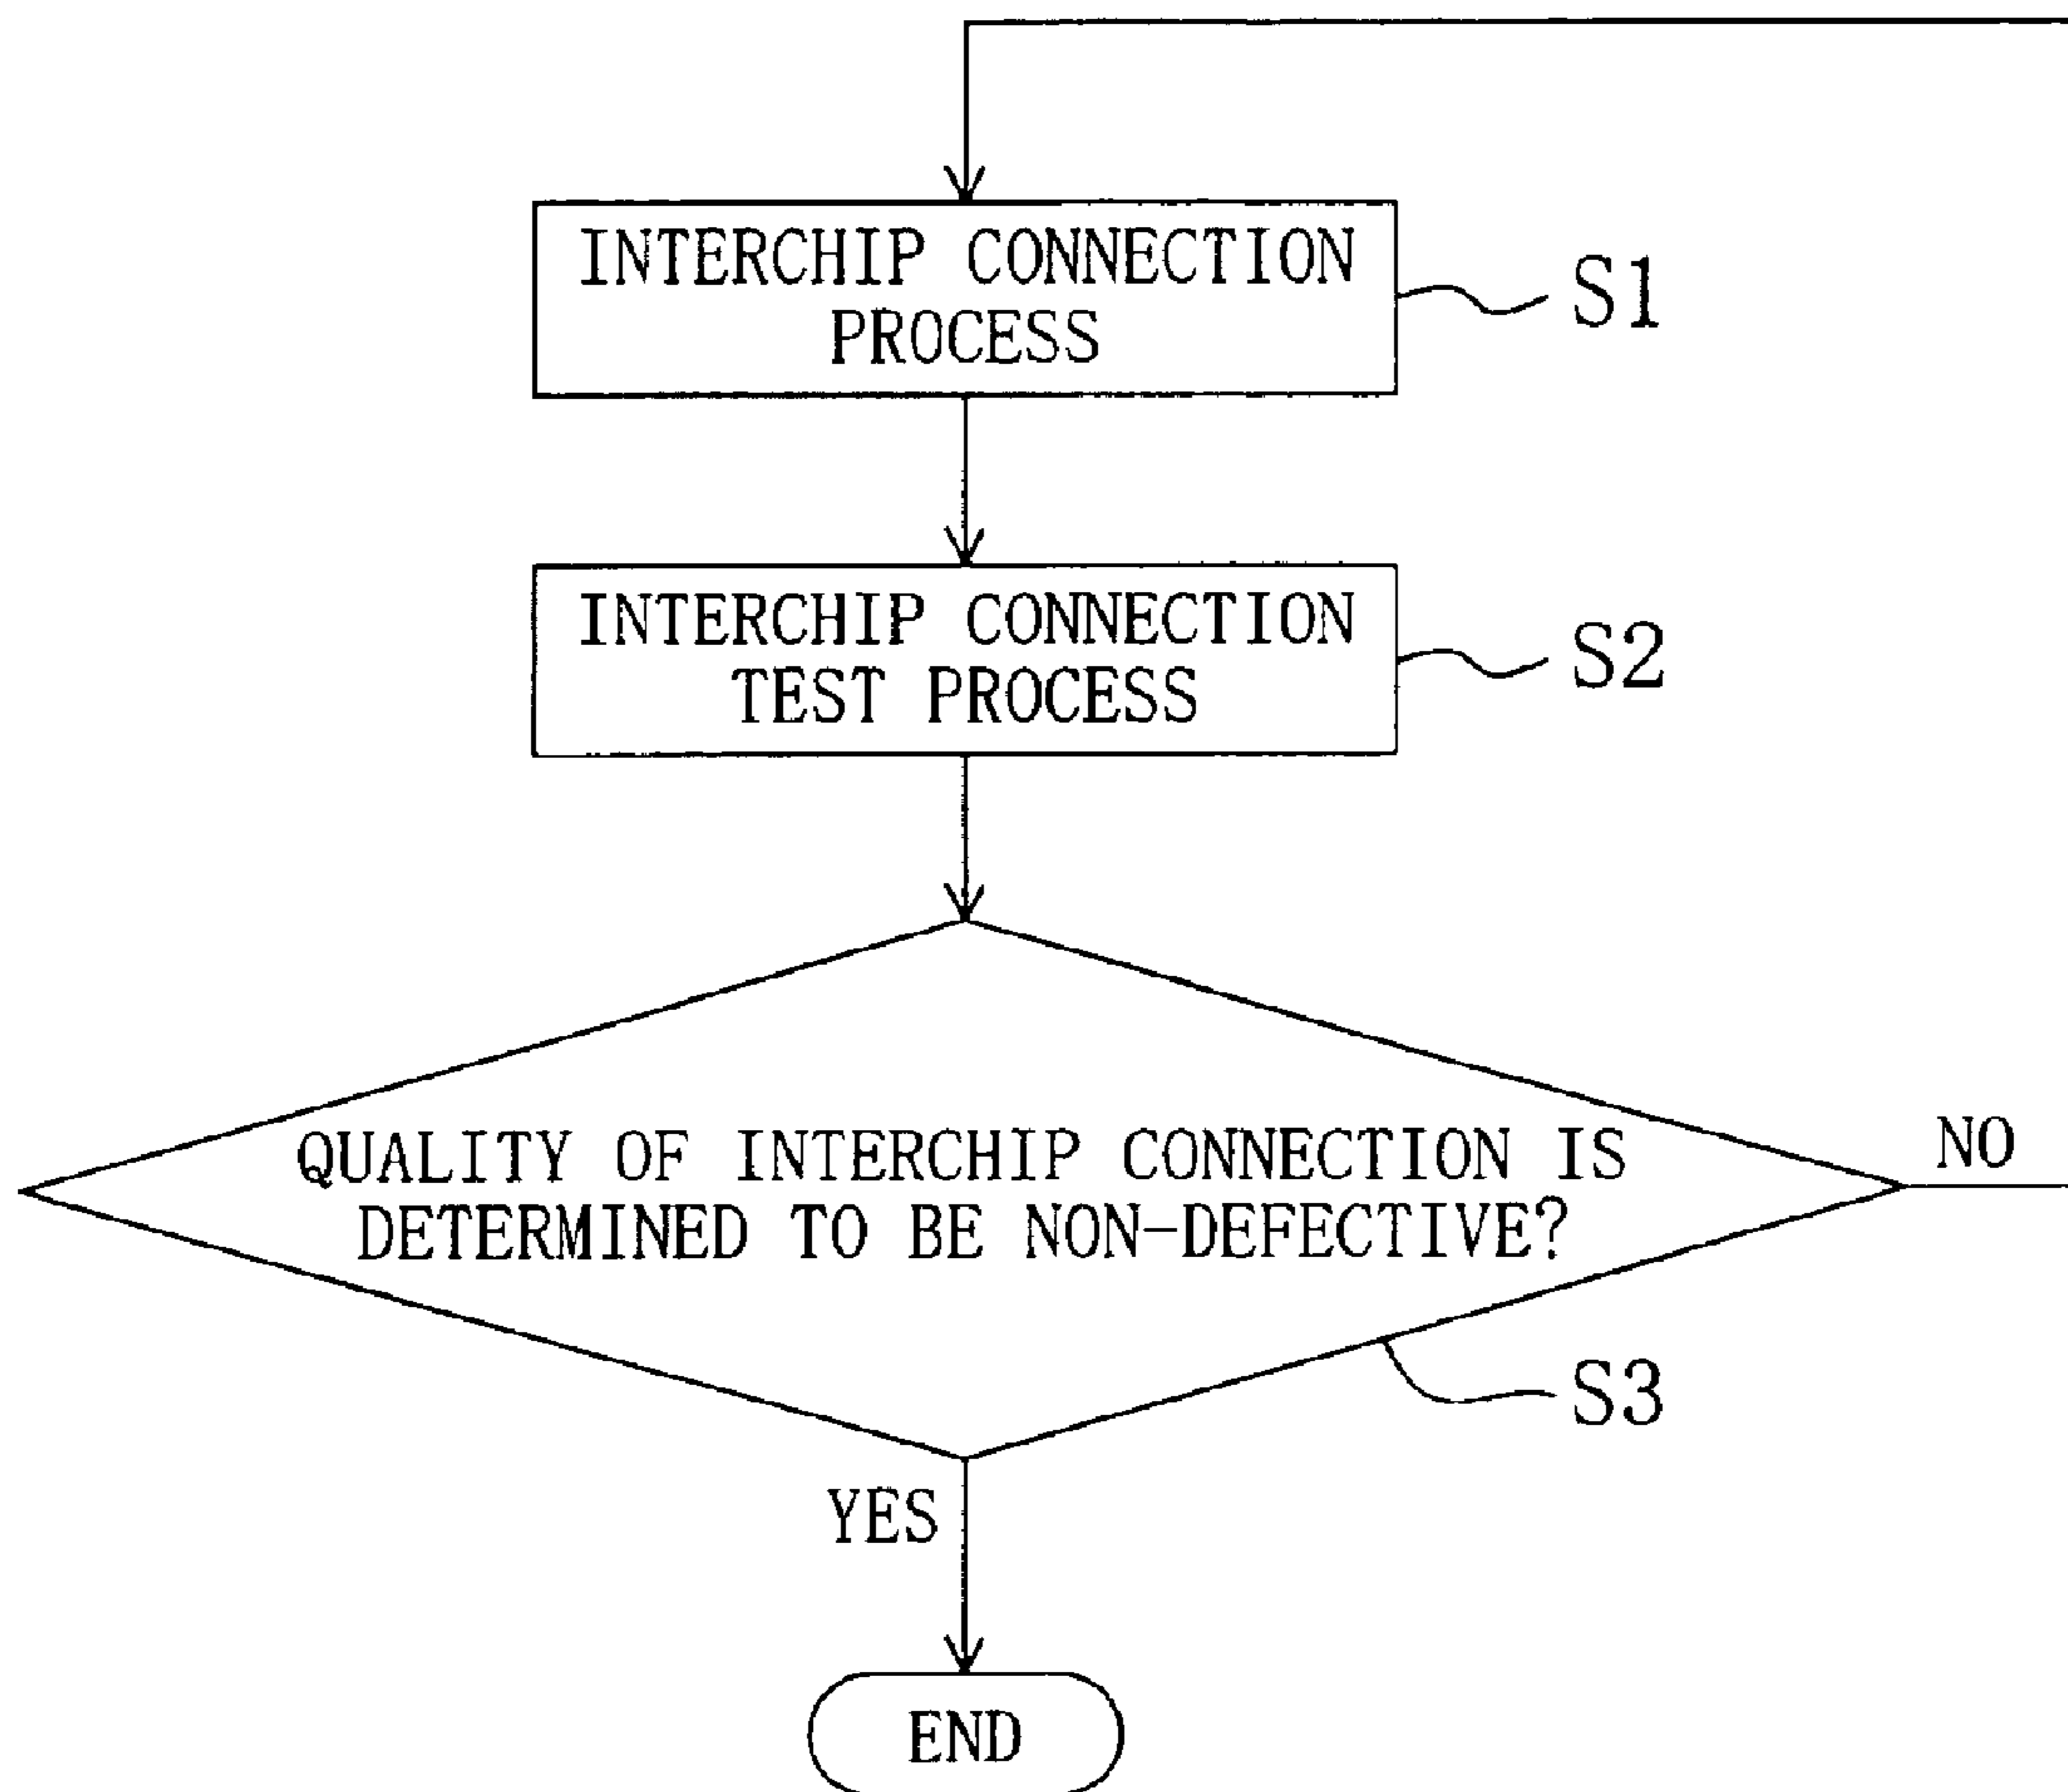 INTERCHIP CONNECTION
PROCESS
S1
INTERCHIP CONNECTION
TEST PROCESS
S2
QUALITY OF INTERCHIP CONNECTION IS
DETERMINED TO BE NON-DEFECTIVE?
NO
S3
YES
END